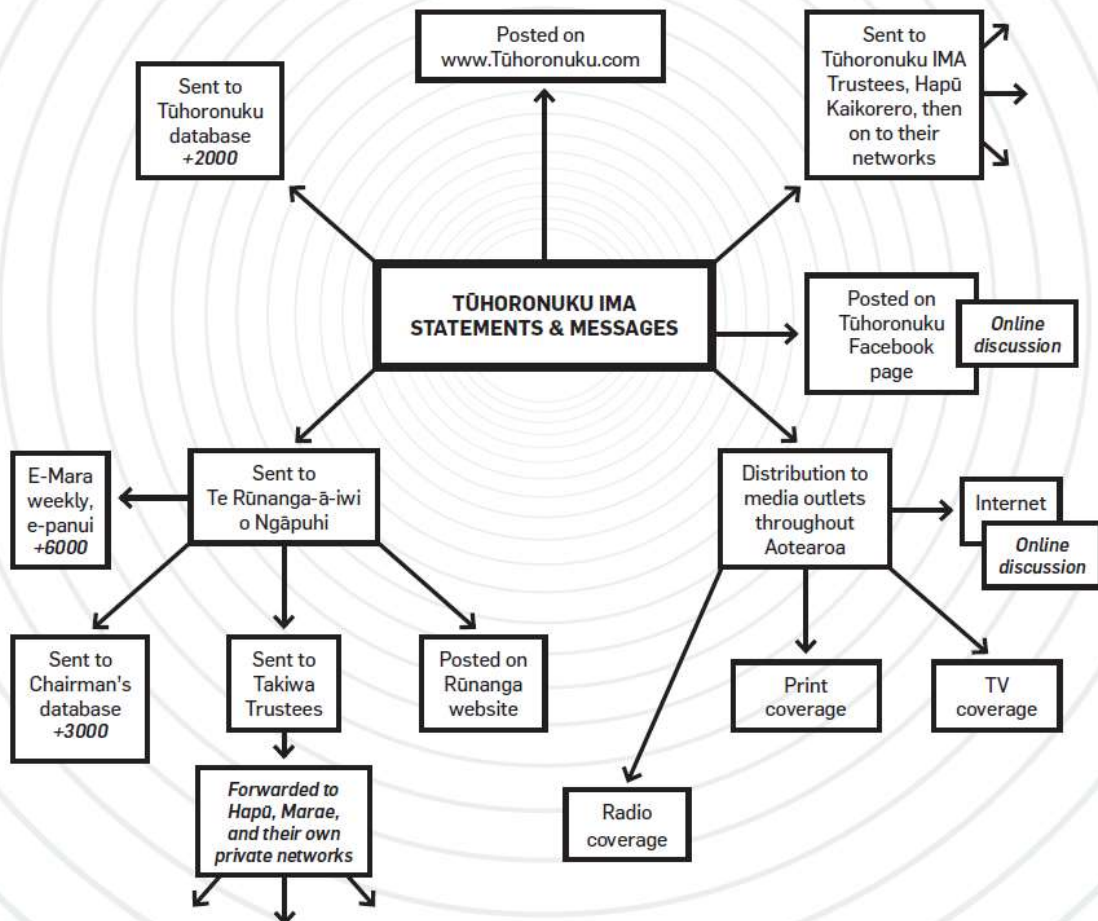 Posted on
www.Tūhoronuku.com
Sent to
Tūhoronuku
database
+2000
Sent to
Tūhoronuku IMA
Trustees, Hapū
Kaikorero, then
on to their
networks
TŪHORONUKU IMA
STATEMENTS & MESSAGES
Posted on
Tūhoronuku
Facebook
page
Online
discussion
E-Mara
weekly,
e-panui
+6000
Sent to
Te Rūnanga-ā-iwi
o Ngāpuhi
Distribution to
media outlets
throughout
Aotearoa
Internet
Online
discussion
Sent to
Chairman's
database
+3000
Sent to
Takiwa
Trustees
Posted on
Rūnanga
website
Print
coverage
TV
coverage
Forwarded to
Hapū, Marae,
and their own
private networks
Radio
coverage